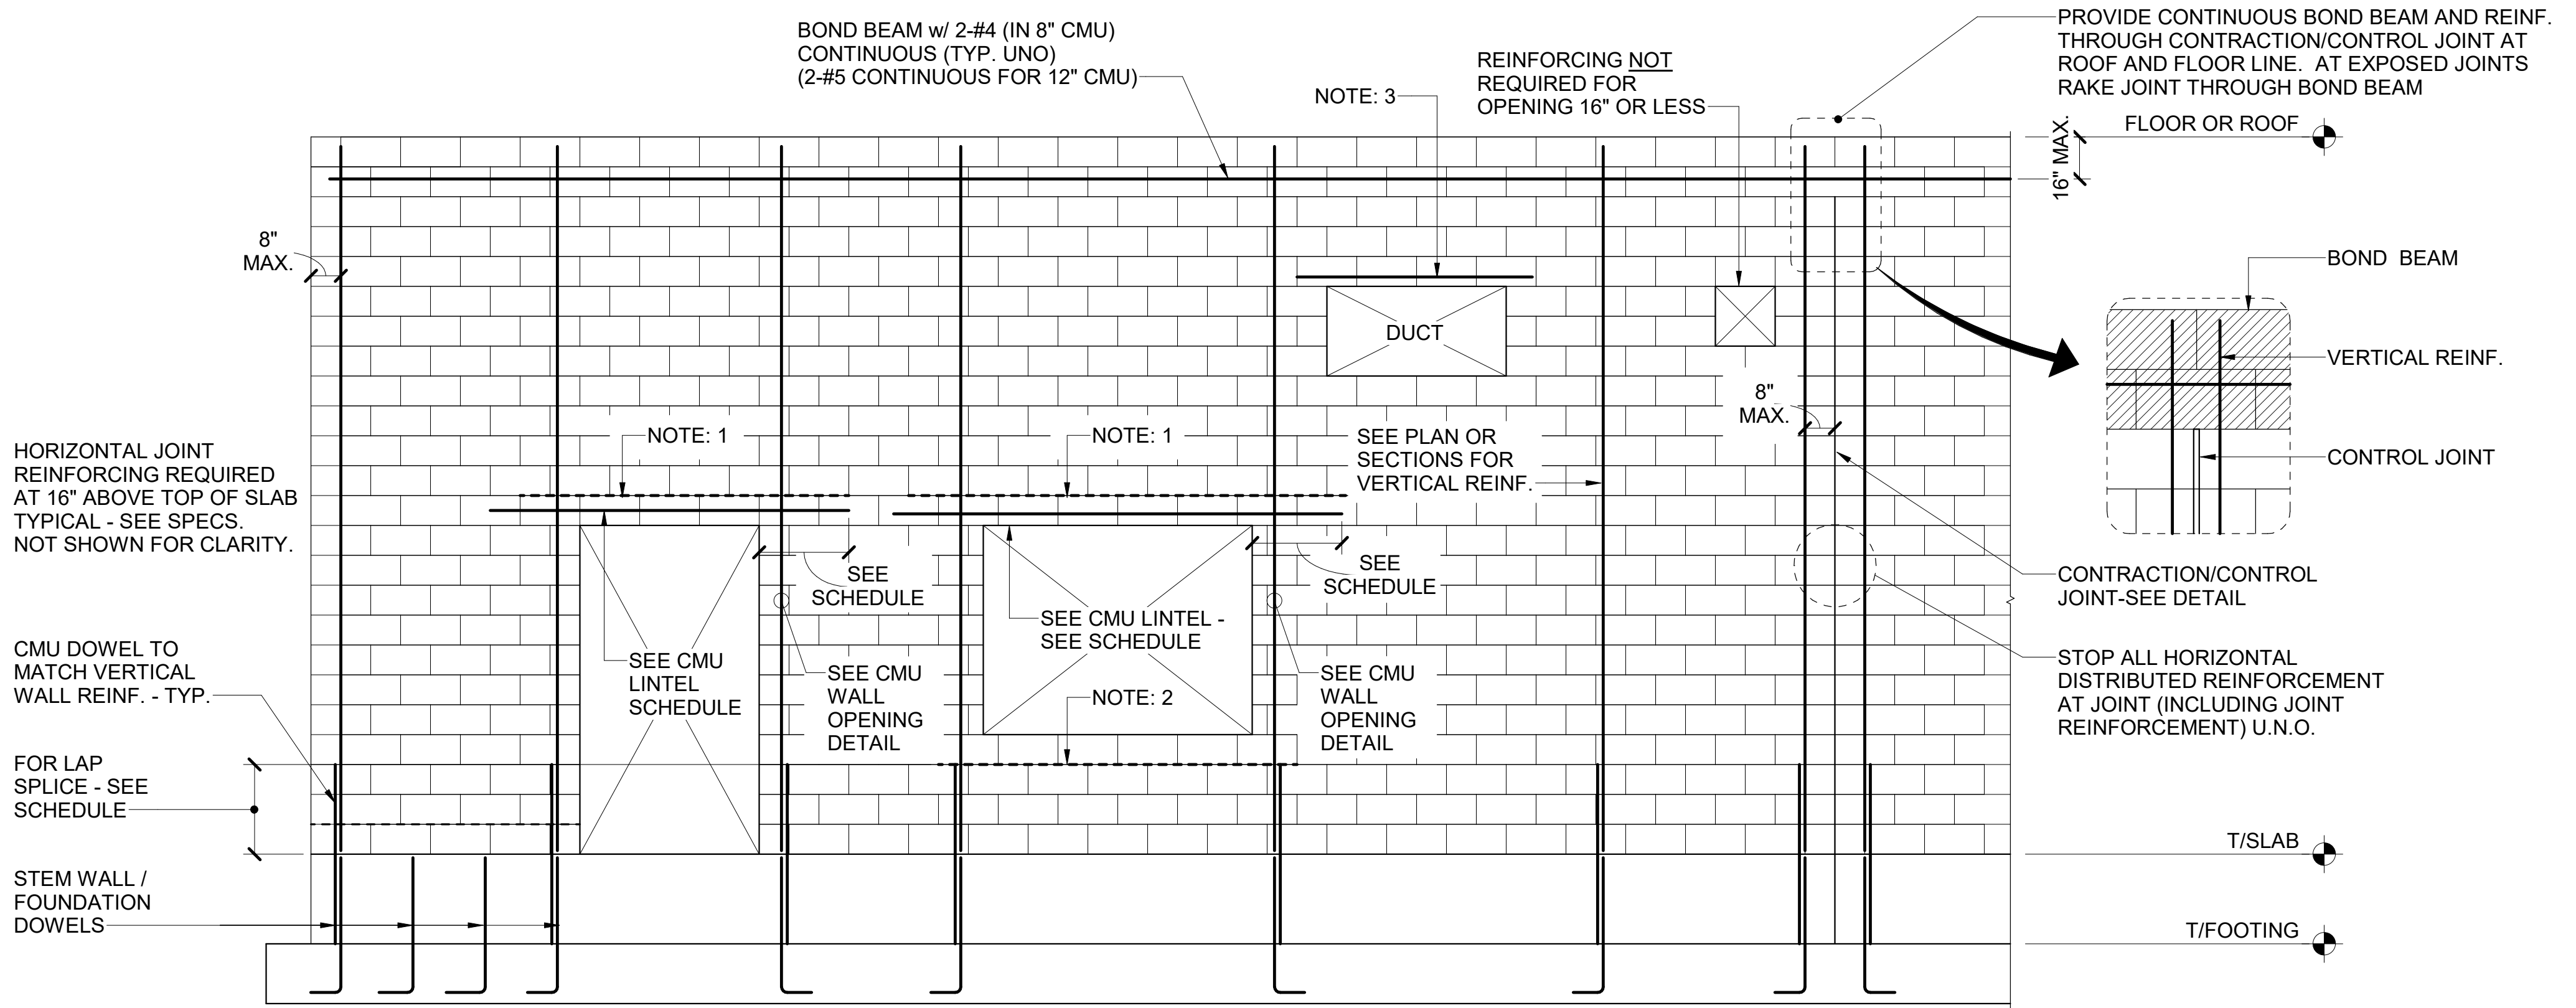 BOND BEAM w/ 2-#4 (IN 8" CMU)
CONTINUOUS (TYP. UNO)
(2-#5 CONTINUOUS FOR 12" CMU)
NOTE: 3
REINFORCING NOT
REQUIRED FOR
OPENING 16" OR LESS
PROVIDE CONTINUOUS BOND BEAM AND REINF.
THROUGH CONTRACTION/CONTROL JOINT AT
ROOF AND FLOOR LINE. AT EXPOSED JOINTS
RAKE JOINT THROUGH BOND BEAM
FLOOR OR ROOF
16" MAX.
8"
MAX.
BOND BEAM
VERTICAL REINF.
CONTROL JOINT
DUCT
8"
MAX.
HORIZONTAL JOINT
REINFORCING REQUIRED
AT 16" ABOVE TOP OF SLAB
TYPICAL - SEE SPECS.
NOT SHOWN FOR CLARITY.
NOTE: 1
NOTE: 1
SEE PLAN OR
SECTIONS FOR
VERTICAL REINF.
SEE
SCHEDULE
SEE
SCHEDULE
CONTRACTION/CONTROL
JOINT-SEE DETAIL
SEE CMU LINTEL -
SEE SCHEDULE
CMU DOWEL TO
MATCH VERTICAL
WALL REINF. - TYP.
SEE CMU
LINTEL
SCHEDULE
SEE CMU
WALL
OPENING
DETAIL
NOTE: 2
SEE CMU
WALL
OPENING
DETAIL
STOP ALL HORIZONTAL
DISTRIBUTED REINFORCEMENT
AT JOINT (INCLUDING JOINT
REINFORCEMENT) U.N.O.
FOR LAP
SPLICE - SEE
SCHEDULE
T/SLAB
STEM WALL /
FOUNDATION
DOWELS
T/FOOTING